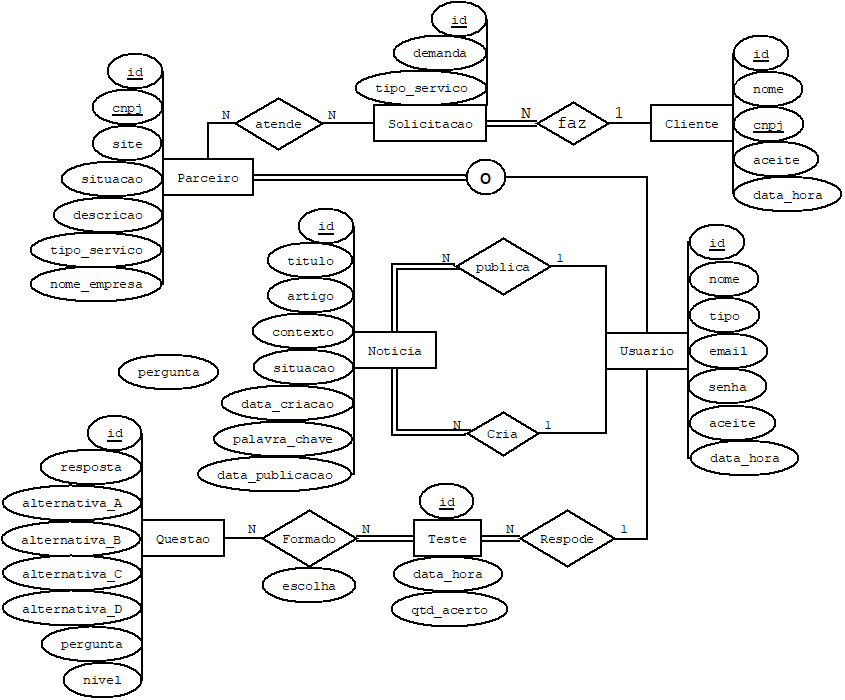 id
demanda
tipo_servico
id
cnpj
site
situacao
descricao
tipo_servico
nome_empresa
Parceiro
N
atende
N
Solicitacao
N
faz
1
Cliente
id
nome
cnpj
aceite
data_hora
O
id
titulo
artigo
contexto
situacao
data_criacao
palavra_chave
data_publicacao
Noticia
N
publica
1
N
Cria
1
Usuario
id
nome
tipo
email
senha
aceite
data_hora
pergunta
id
resposta
alternativa_A
alternativa_B
alternativa_C
alternativa_D
pergunta
nivel
Questao
N
Formado
N
escolha
id
Teste
data_hora
qtd_acerto
N
Respode
1